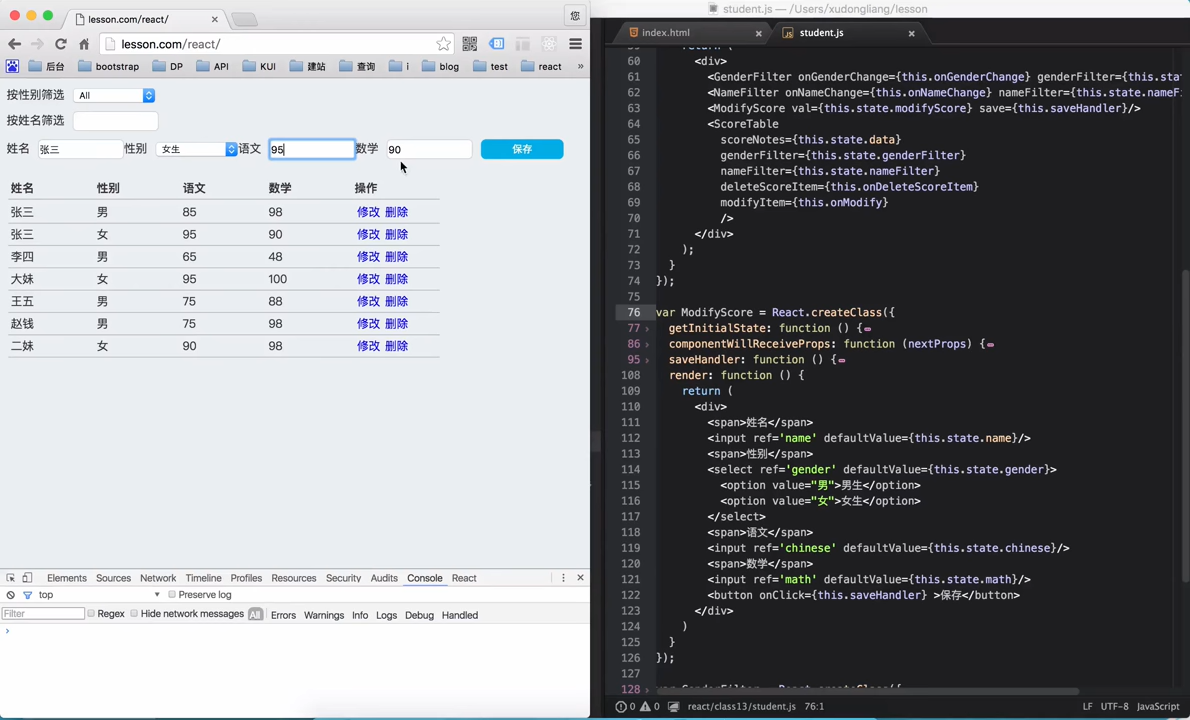 lesson.com/react/
您
lesson.com/react/
后台 bootstrap DP API KUI 建站 查询 i blog test react »
按性别筛选 All
按姓名筛选
姓名 张三 性别 女生 语文 95 数学 90 保存
姓名 性别 语文 数学 操作
张三 男 85 98 修改 删除
张三 女 95 90 修改 删除
李四 男 65 48 修改 删除
大妹 女 95 100 修改 删除
王五 男 75 88 修改 删除
赵钱 男 75 98 修改 删除
二妹 女 90 98 修改 删除
Elements Sources Network Timeline Profiles Resources Security Audits Console React
top Preserve log
Filter Regex Hide network messages All Errors Warnings Info Logs Debug Handled
student.js — /Users/xudongliang/lesson
index.html student.js
59 return (
60 <div>
61 <GenderFilter onGenderChange={this.onGenderChange} genderFilter={this.sta
62 <NameFilter onNameChange={this.onNameChange} nameFilter={this.state.nameF
63 <ModifyScore val={this.state.modifyScore} save={this.saveHandler}/>
64 <ScoreTable
65 scoreNotes={this.state.data}
66 genderFilter={this.state.genderFilter}
67 nameFilter={this.state.nameFilter}
68 deleteScoreItem={this.onDeleteScoreItem}
69 modifyItem={this.onModify}
70 />
71 </div>
72 );
73 }
74 });
75
76 var ModifyScore = React.createClass({
77 getInitialState: function () {
86 componentWillReceiveProps: function (nextProps) {
95 saveHandler: function () {
108 render: function () {
109 return (
110 <div>
111 <span>姓名</span>
112 <input ref='name' defaultValue={this.state.name}/>
113 <span>性别</span>
114 <select ref='gender' defaultValue={this.state.gender}>
115 <option value="男">男生</option>
116 <option value="女">女生</option>
117 </select>
118 <span>语文</span>
119 <input ref='chinese' defaultValue={this.state.chinese}/>
120 <span>数学</span>
121 <input ref='math' defaultValue={this.state.math}/>
122 <button onClick={this.saveHandler} >保存</button>
123 </div>
124 )
125 }
126 });
127
128 var GenderFilter = React.createClass({
0 0 react/class13/student.js 76:1 LF UTF-8 JavaScript